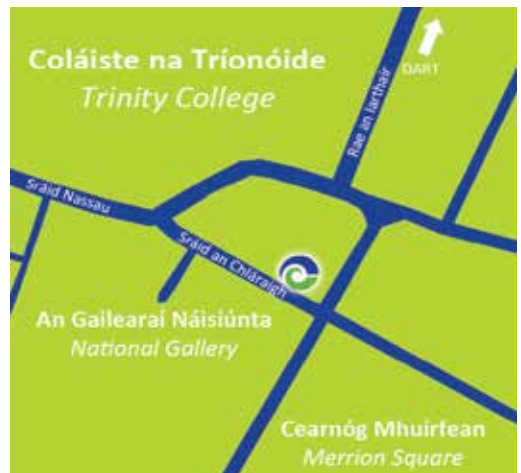 Coláiste na Tríonóide
Trinity College
DART
Rae an Iarthair
Sráid Nassau
Sráid an Chláraigh
An Gailearaí Náisiúnta
National Gallery
Cearnóg Mhuirfean
Merrion Square